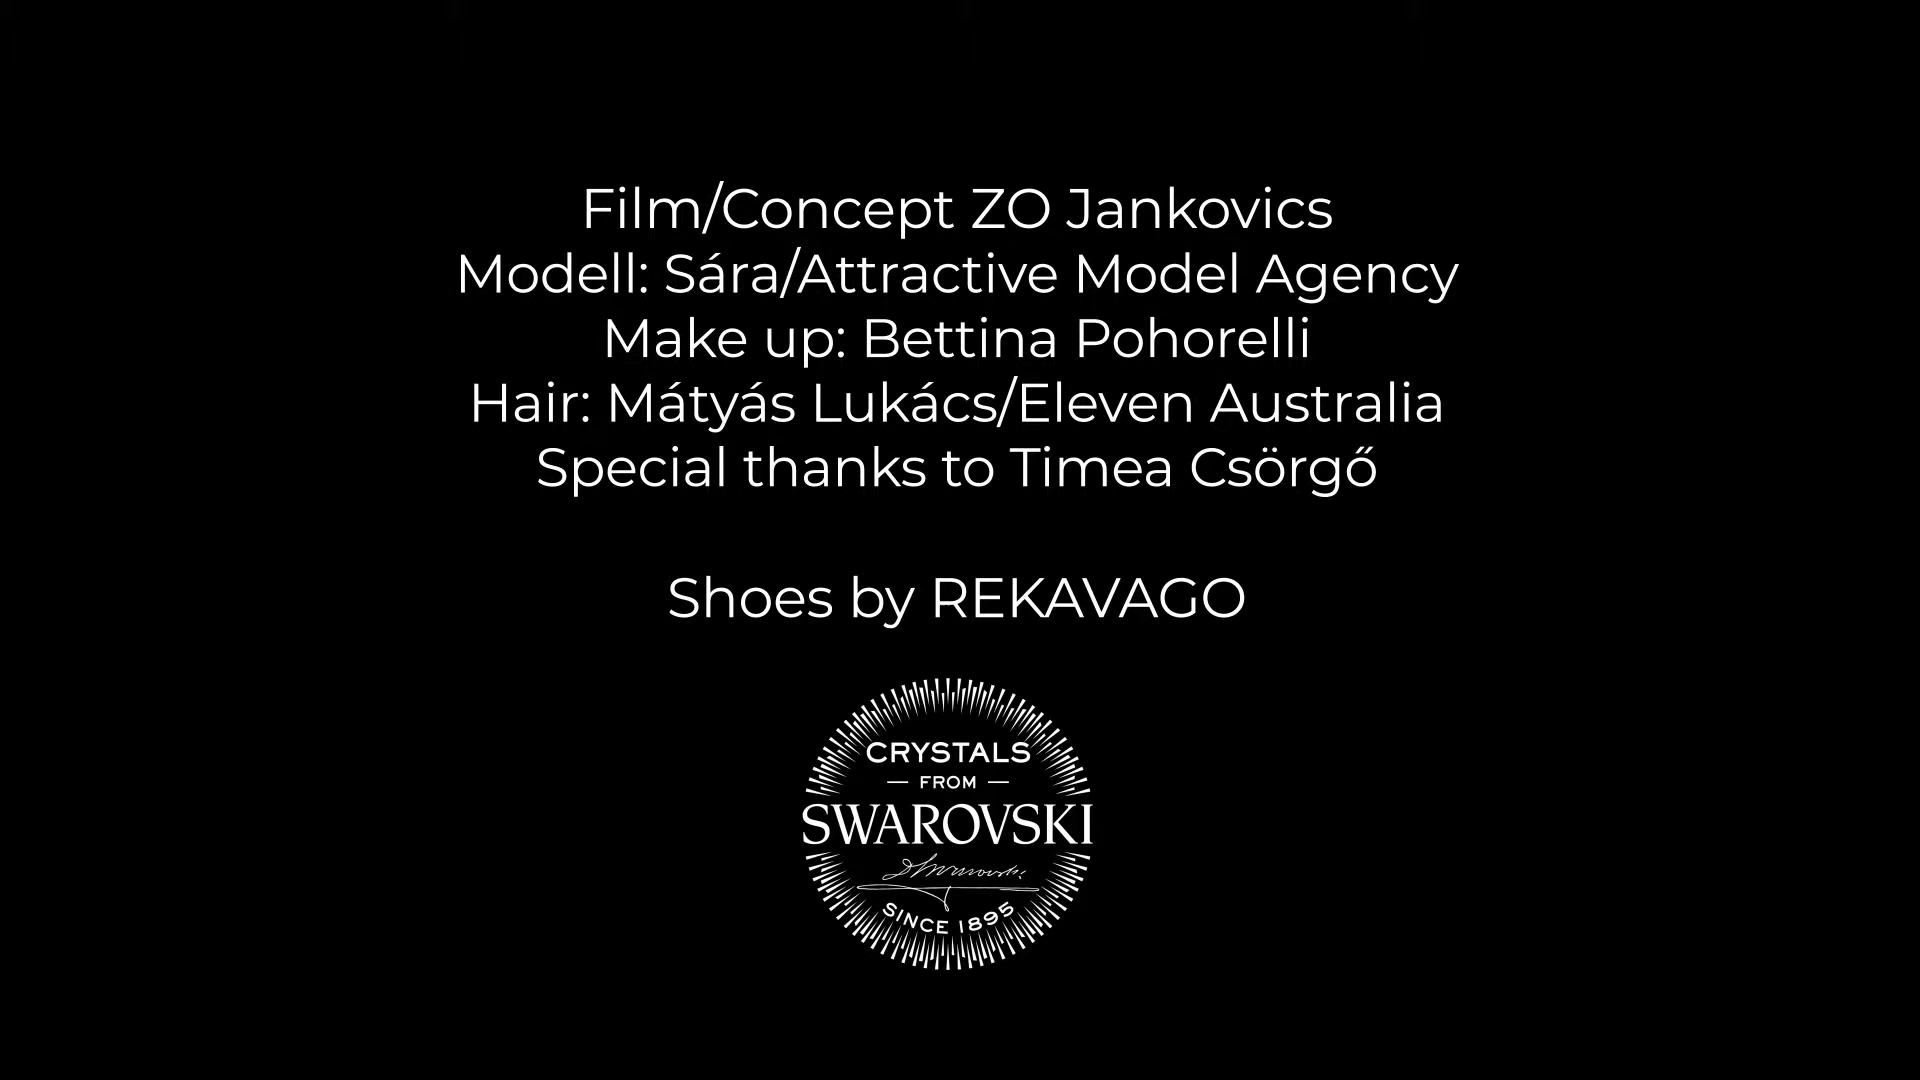 Film/Concept ZO Jankovics
Modell: Sára/Attractive Model Agency
Make up: Bettina Pohorelli
Hair: Mátyás Lukács/Eleven Australia
Special thanks to Timea Csörgő
Shoes by REKAVAGO
CRYSTALS
— FROM —
SWAROVSKI
DSwarovski
SINCE 1895